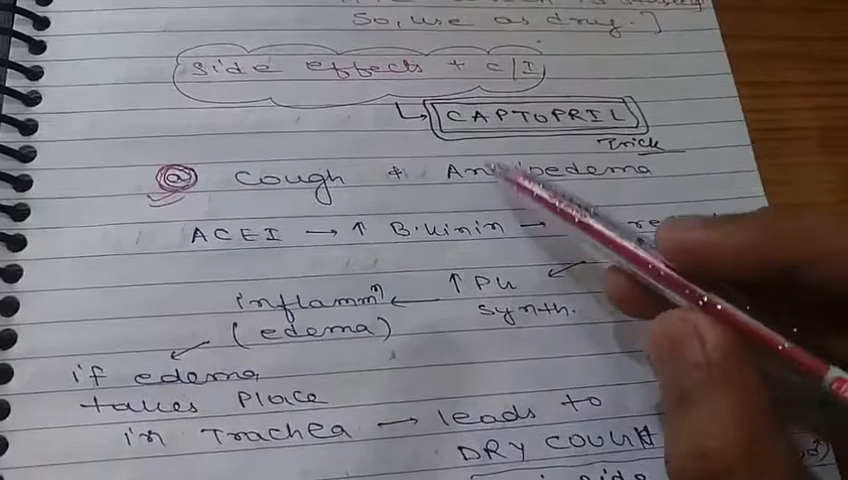 So, use as drug.]
Side effects + C/I
CAPTOPRIL
Trick
(a) Cough +
ACEI → ↑ B.kinin →
↑ PG
synth.
inflammⁿ ←
(edema)
if edema
takes place
in Trachea → leads to
DRY COUGH